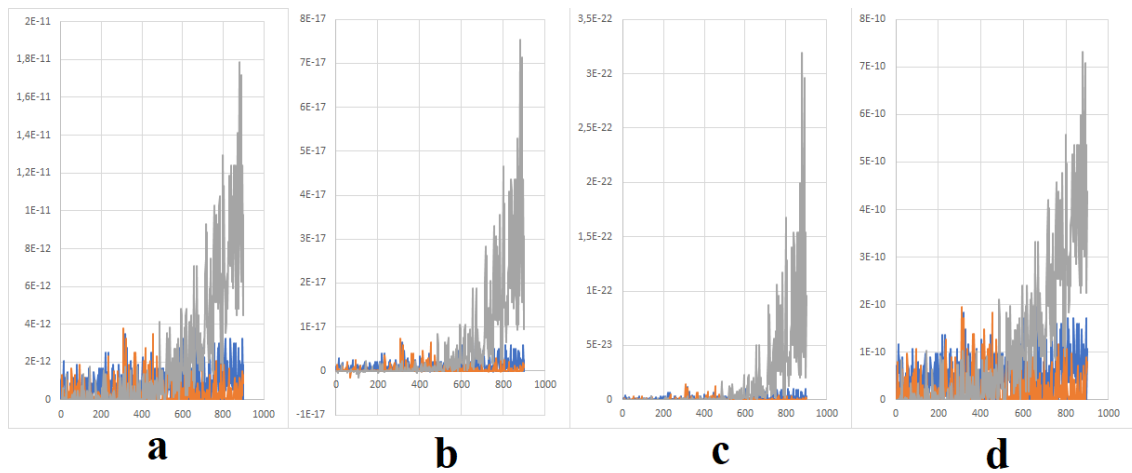 2E-11
1,8E-11
1,6E-11
1,4E-11
1,2E-11
1E-11
8E-12
6E-12
4E-12
2E-12
0
0 200 400 600 800 1000
a
8E-17
7E-17
6E-17
5E-17
4E-17
3E-17
2E-17
1E-17
0
0 200 400 600 800 1000
-1E-17
b
3,5E-22
3E-22
2,5E-22
2E-22
1,5E-22
1E-22
5E-23
0
0 200 400 600 800 1000
c
8E-10
7E-10
6E-10
5E-10
4E-10
3E-10
2E-10
1E-10
0
0 200 400 600 800 1000
d